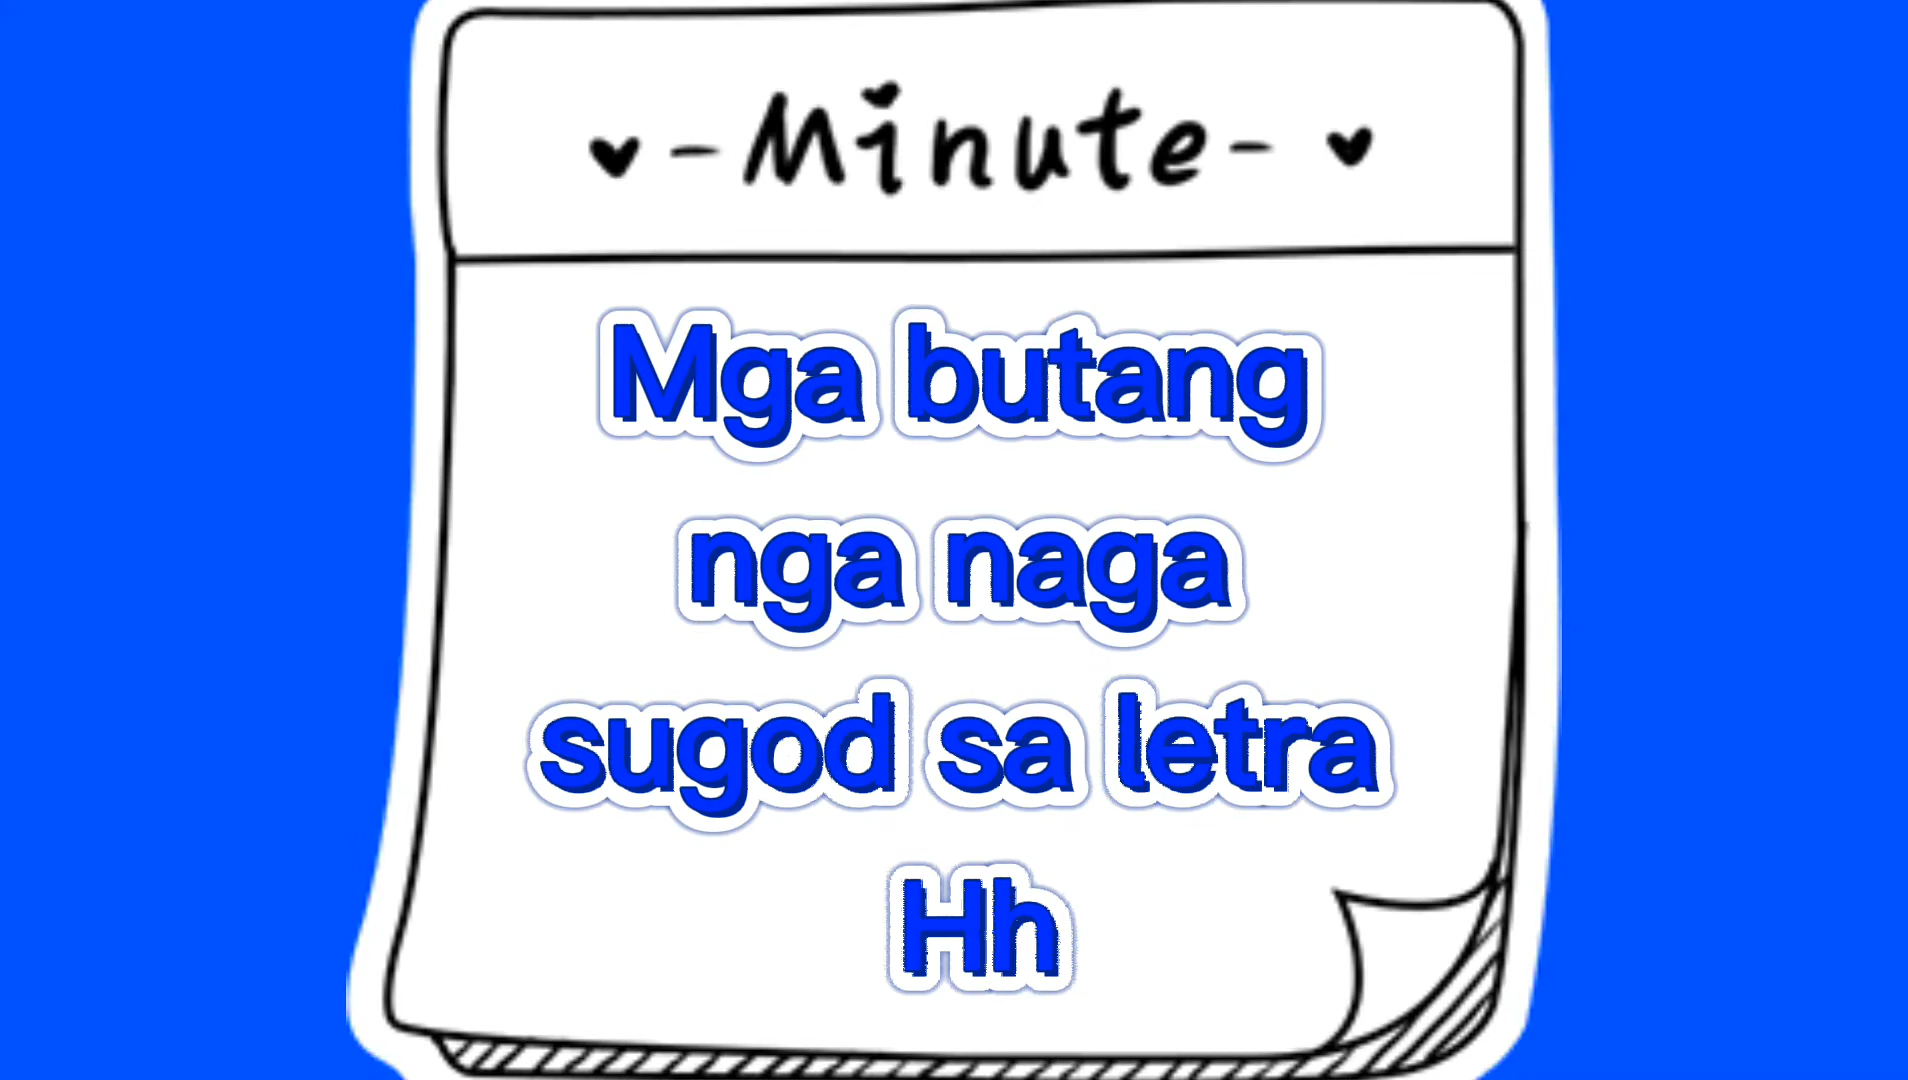 -Minute-
Mga butang
nga naga
sugod sa letra
Hh